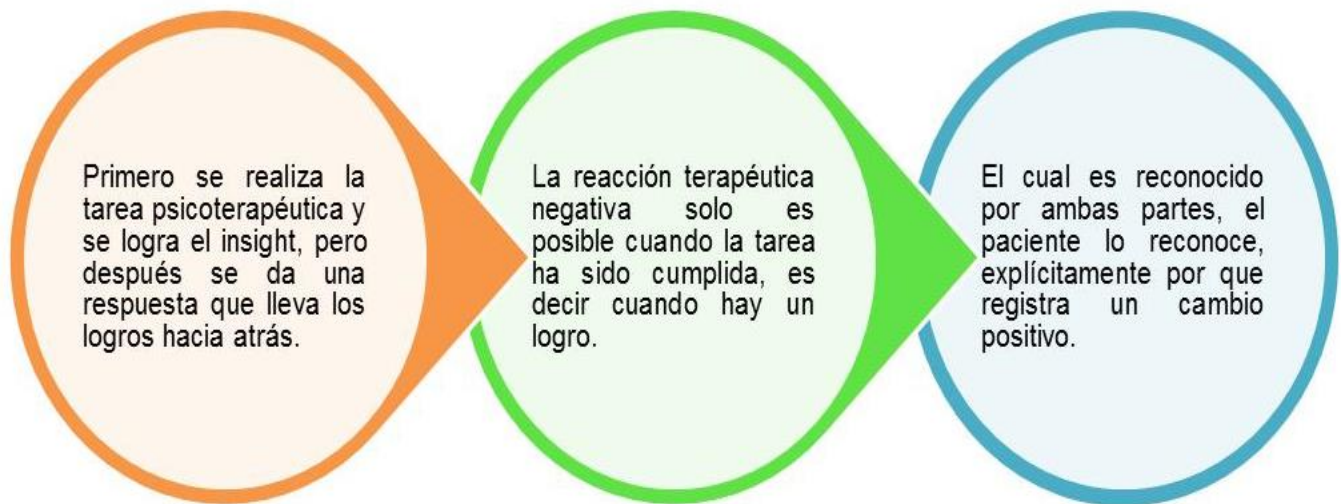 Primero se realiza la
tarea psicoterapéutica y
se logra el insight, pero
después se da una
respuesta que lleva los
logros hacia atrás.
La reacción terapéutica
negativa solo es
posible cuando la tarea
ha sido cumplida, es
decir cuando hay un
logro.
El cual es reconocido
por ambas partes, el
paciente lo reconoce,
explícitamente por que
registra un cambio
positivo.